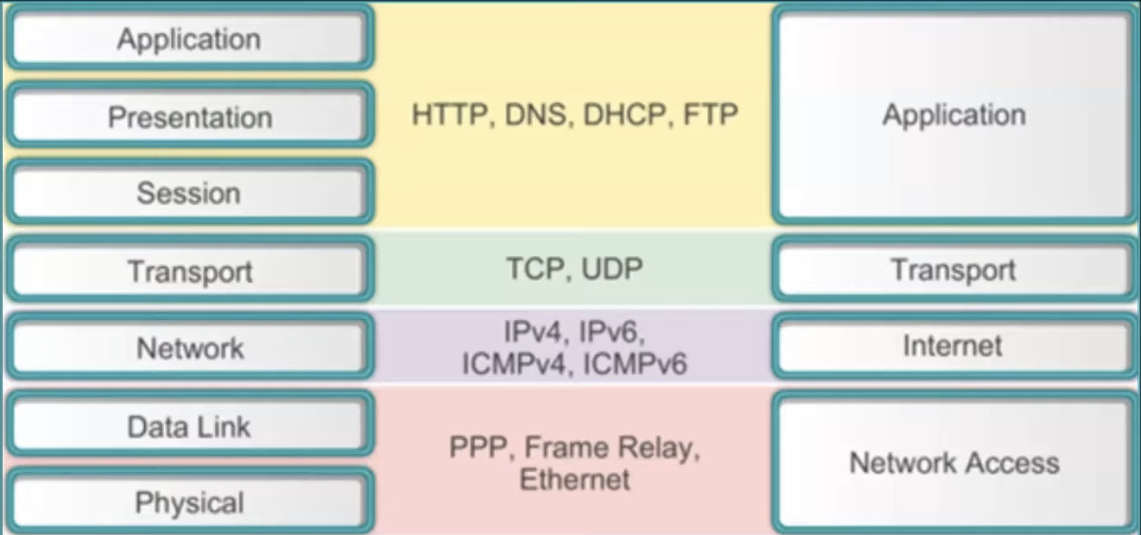 Application
Presentation
Session
Transport
Network
Data Link
Physical
HTTP, DNS, DHCP, FTP
TCP, UDP
IPv4, IPv6,
ICMPv4, ICMPv6
PPP, Frame Relay,
Ethernet
Application
Transport
Internet
Network Access